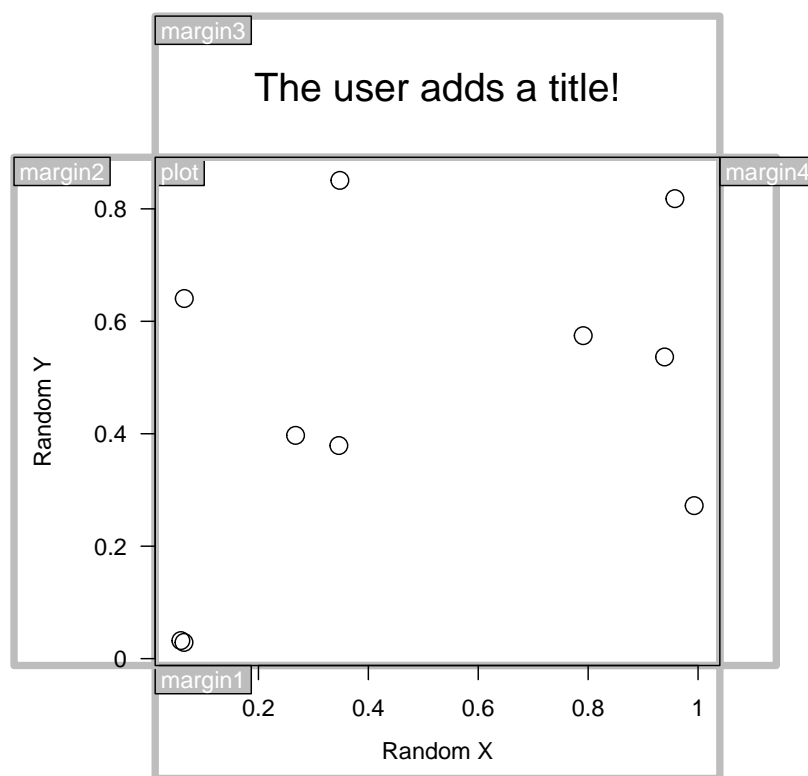 margin3
The user adds a title!
margin2
plot
margin4
0.8
0.6
0.4
0.2
0
Random Y
margin1
0.2 0.4 0.6 0.8 1
Random X